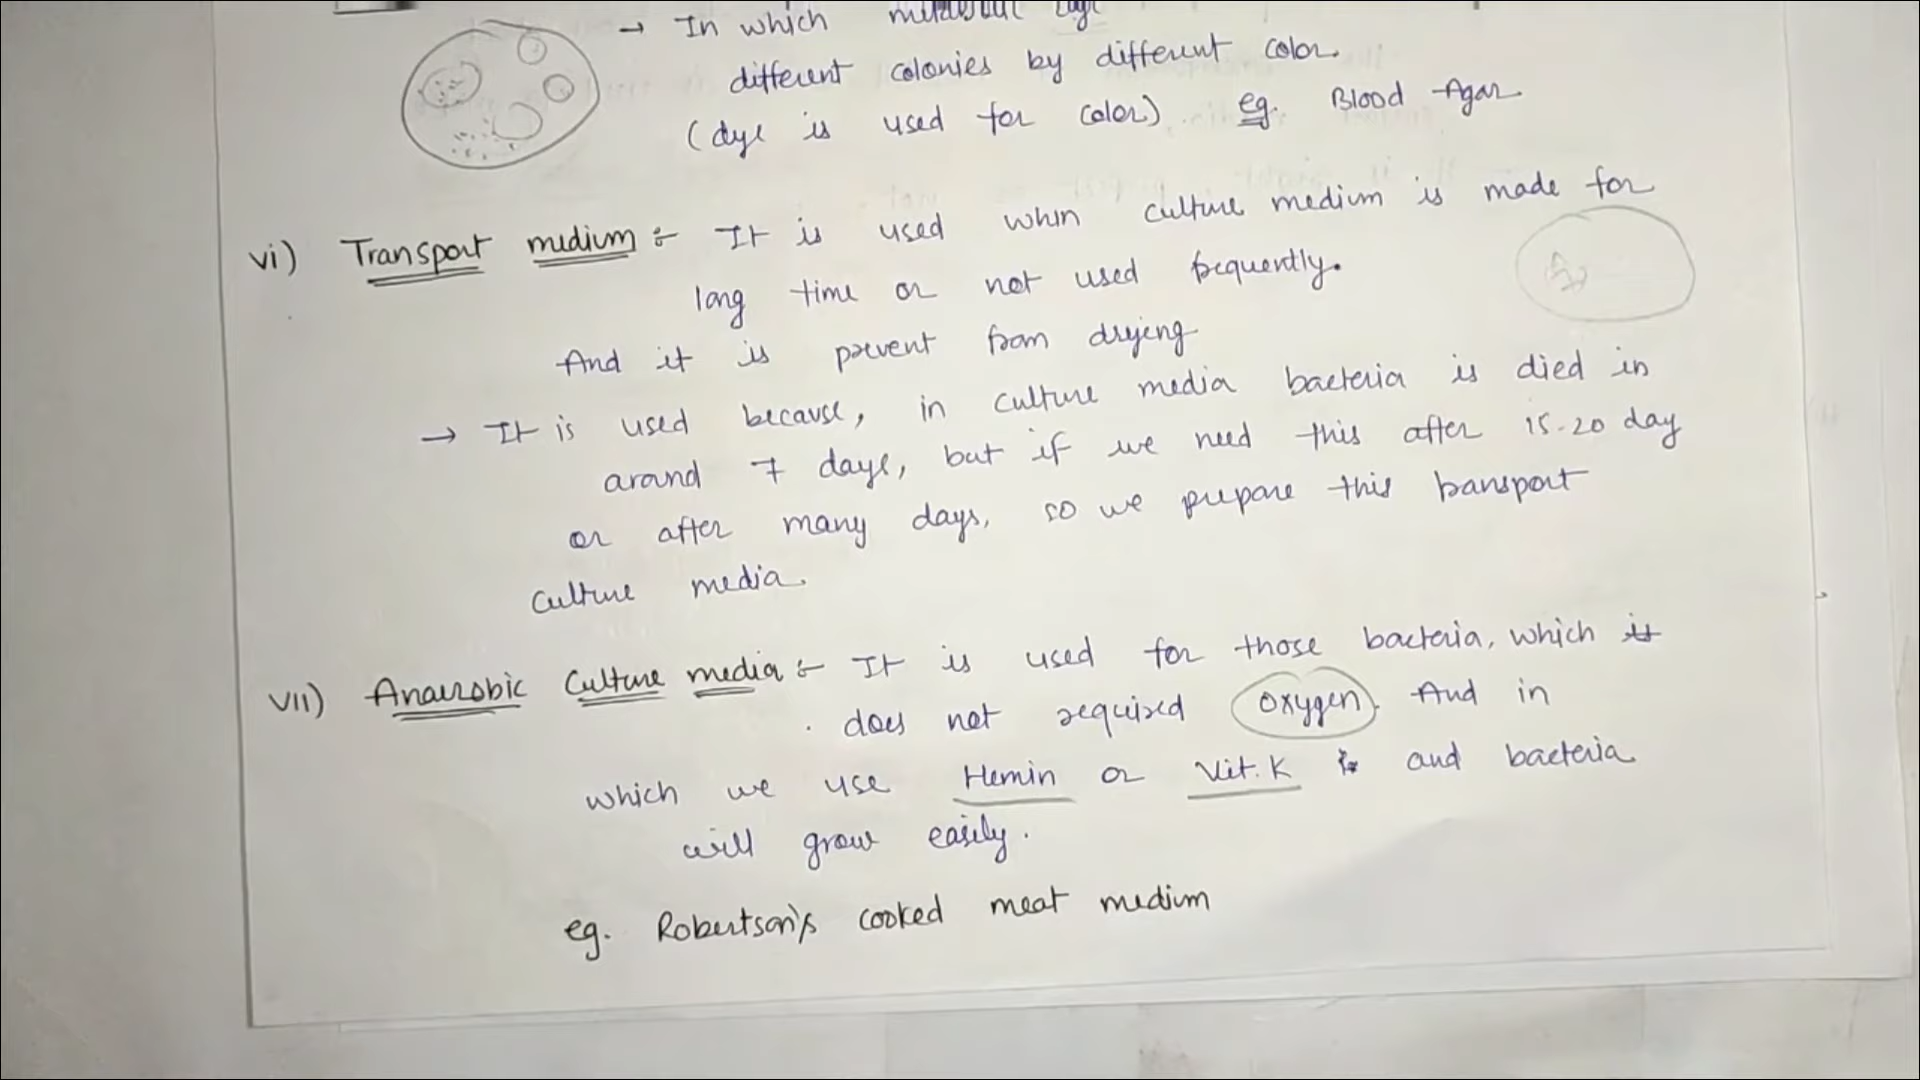 → In which
different colonies by different color.
(dye is used for color) eg. Blood Agar
vi) Transport medium :- It is used when culture medium is made for
long time or not used frequently.
And it is prevent from drying
→ It is used because, in culture media bacteria is died in
around 7 days, but if we need this after 15-20 day
or after many days, so we prepare this transport
culture media.
VII) Anaerobic Culture media :- It is used for those bacteria, which is
does not required oxygen. And in
which we use Hemin or Vit. K and bacteria
will grow easily.
eg. Robertson's cooked meat medium